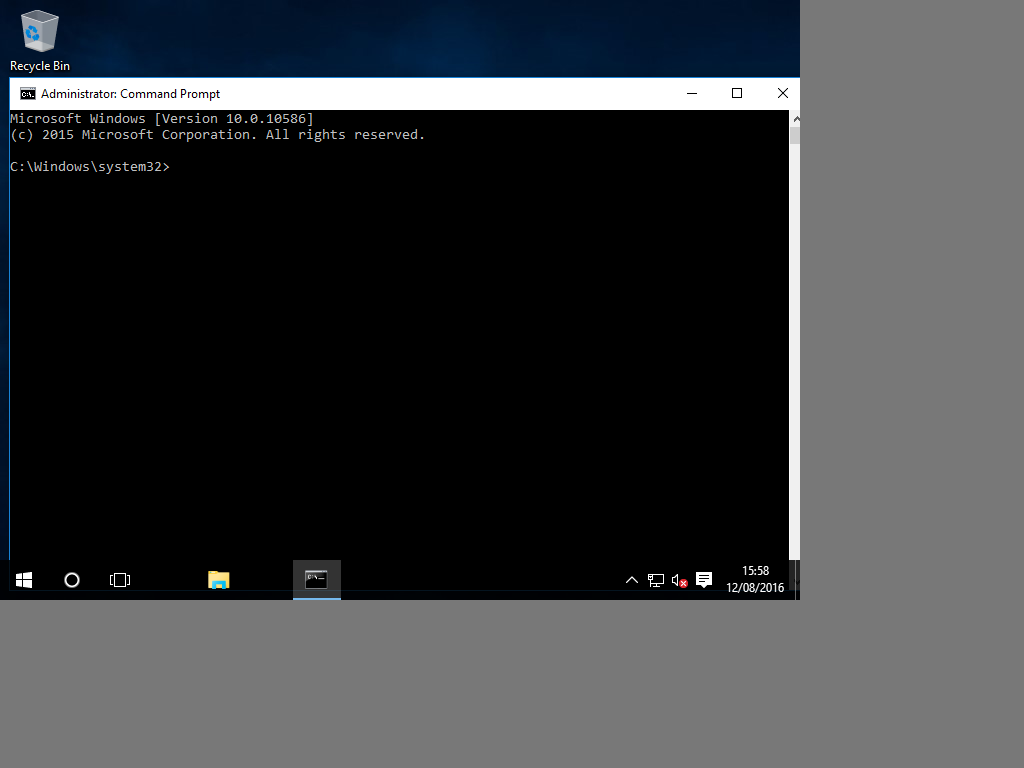 Recycle Bin
Administrator: Command Prompt
Microsoft Windows [Version 10.0.10586]
(c) 2015 Microsoft Corporation. All rights reserved.
C:\Windows\system32>
15:58
12/08/2016